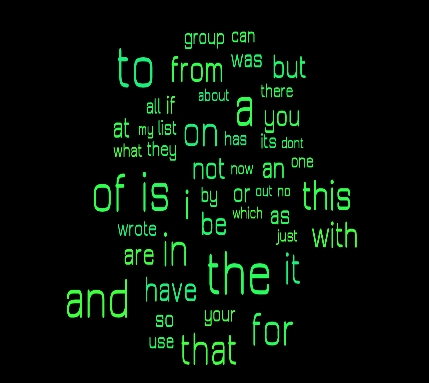 group can
to from was but
about there
all if a you
at my list on has its dont
what they
not now an one
of is i by or out no this
be which as
wrote just with
are in
the it
and have
so your for
use that